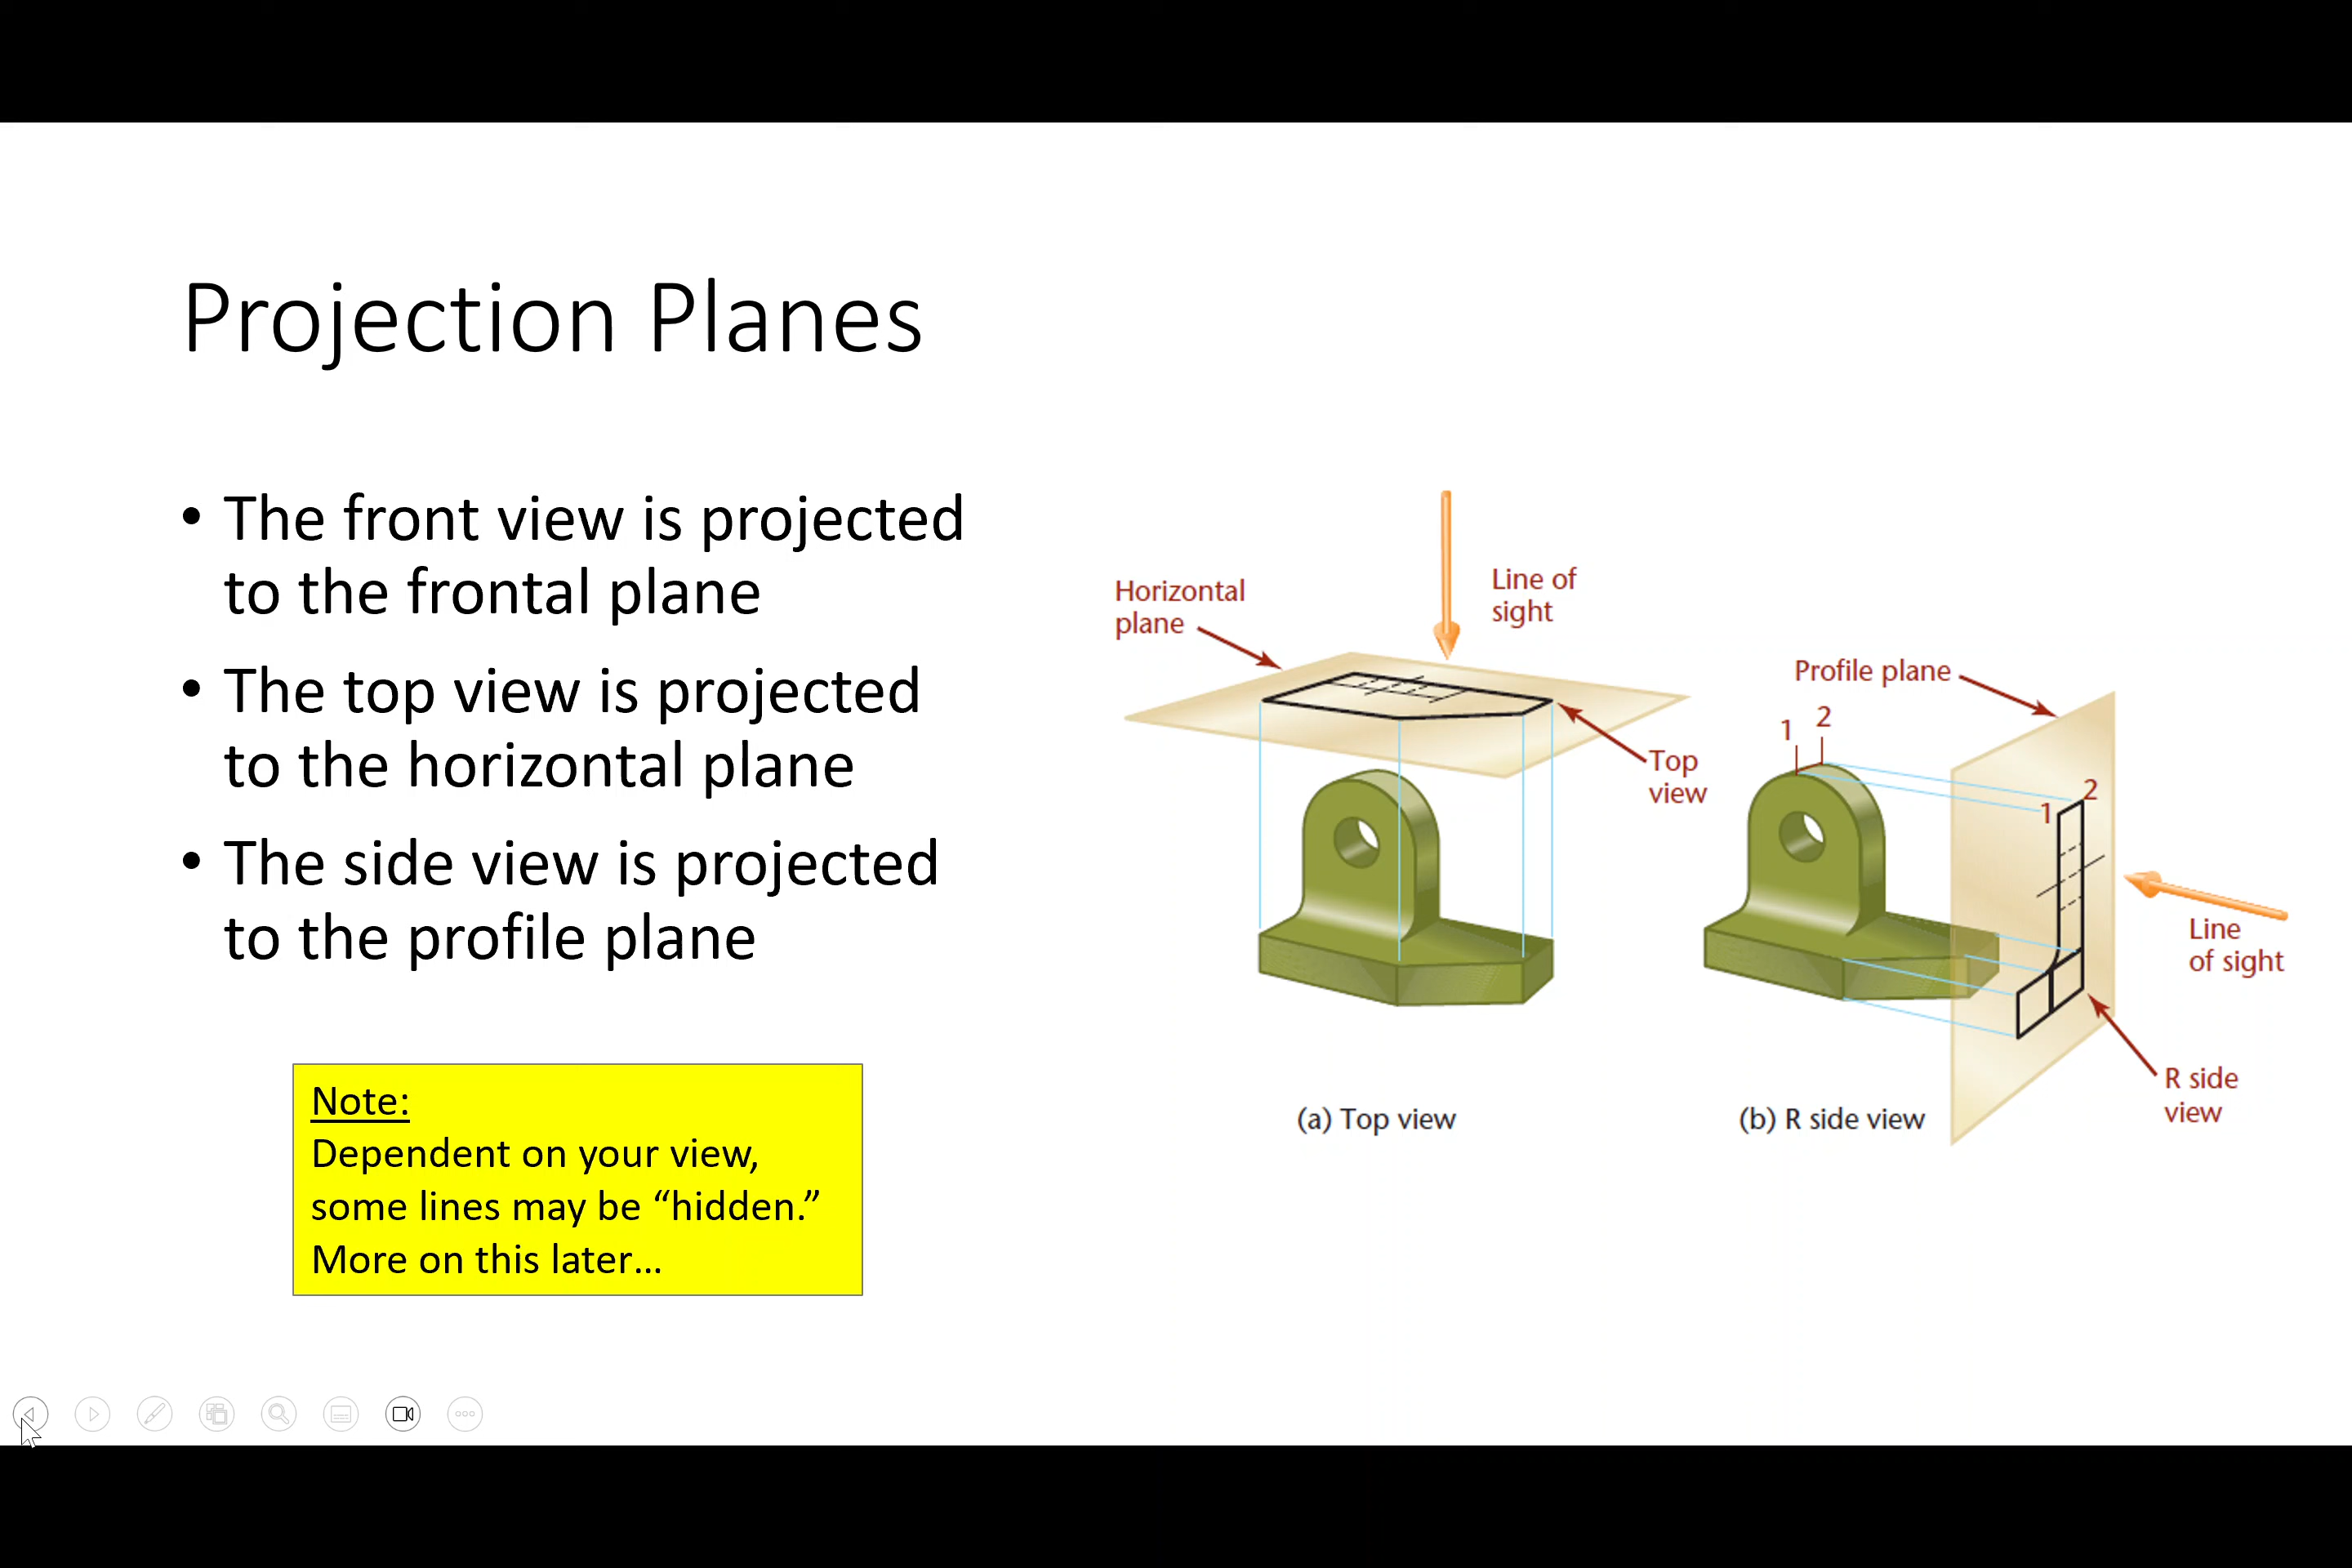 Projection Planes
• The front view is projected
to the frontal plane
• The top view is projected
to the horizontal plane
• The side view is projected
to the profile plane
Note:
Dependent on your view,
some lines may be “hidden.”
More on this later...
Horizontal
plane
Line of
sight
Top
view
(a) Top view
Profile plane
1
2
1
2
Line
of sight
R side
view
(b) R side view